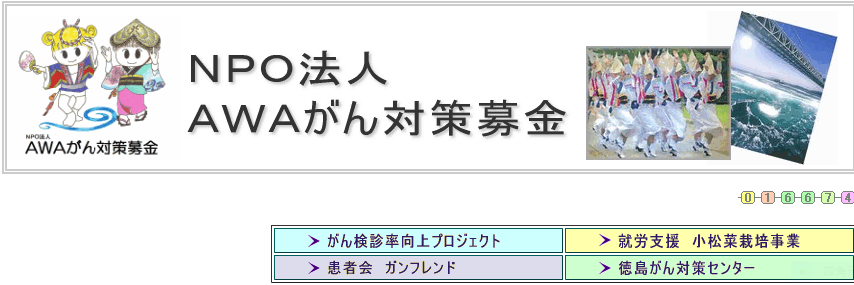 NPO法人
AWAがん対策募金
NPO法人
AWAがん対策募金
016674
がん検診率向上プロジェクト
就労支援 小松菜栽培事業
患者会 ガンフレンド
徳島がん対策センター